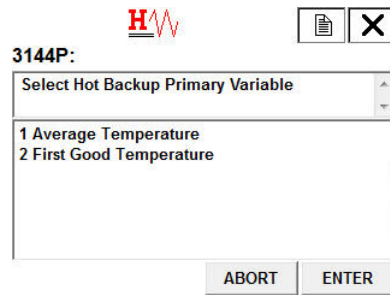 H
3144P:
Select Hot Backup Primary Variable
1 Average Temperature
2 First Good Temperature
ABORT ENTER